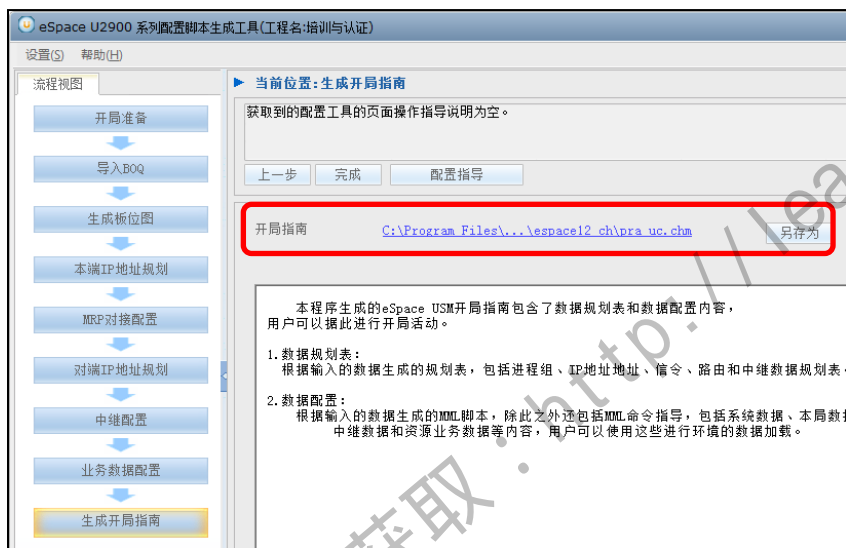 eSpace U2900 系列配置脚本生成工具(工程名:培训与认证)
设置(S) 帮助(H)
流程视图
开局准备
导入BOQ
生成板位图
本端IP地址规划
MRP对接配置
对端IP地址规划
中继配置
业务数据配置
生成开局指南
当前位置:生成开局指南
获取到的配置工具的页面操作指导说明为空。
上一步 完成 配置指导
开局指南 C:\Program Files\...\espace12_ch\pra_uc.chm 另存为
本程序生成的eSpace USM开局指南包含了数据规划表和数据配置内容，
用户可以据此进行开局活动。
1.数据规划表：
根据输入的数据生成的规划表，包括进程组、IP地址地址、信令、路由和中继数据规划表
2.数据配置：
根据输入的数据生成的MML脚本，除此之外还包括MML命令指导，包括系统数据、本局数据
中继数据和资源业务数据等内容，用户可以使用这些进行环境的数据加载。
获取：http://lea